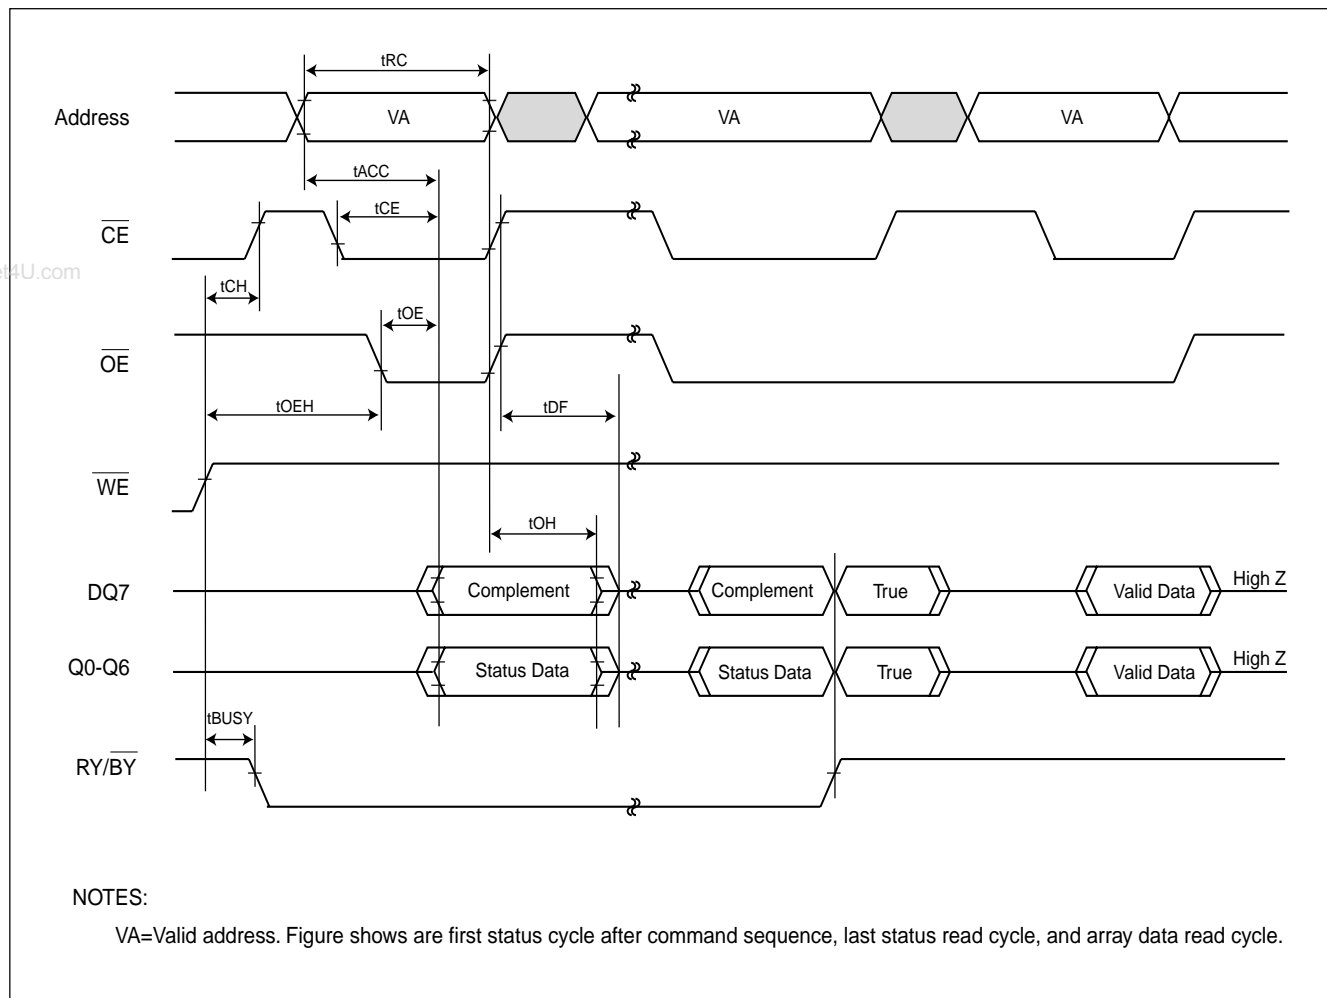 tRC
Address VA VA VA
tACC
tCE
CE
et4U.com
tCH
tOE
OE
tOEH tDF
WE
tOH
DQ7 Complement Complement True Valid Data High Z
Q0-Q6 Status Data Status Data True Valid Data High Z
tBUSY
RY/BY
NOTES:
VA=Valid address. Figure shows are first status cycle after command sequence, last status read cycle, and array data read cycle.